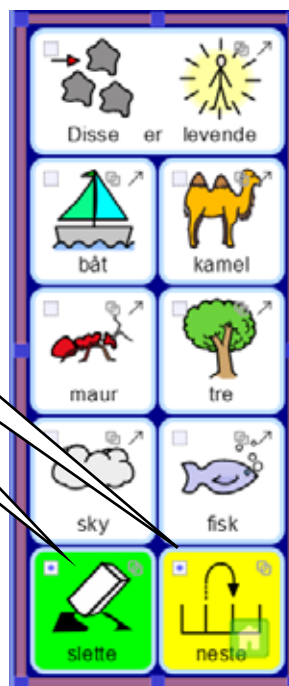 Disse er levende
båt kamel
maur tre
sky fisk
slette neste